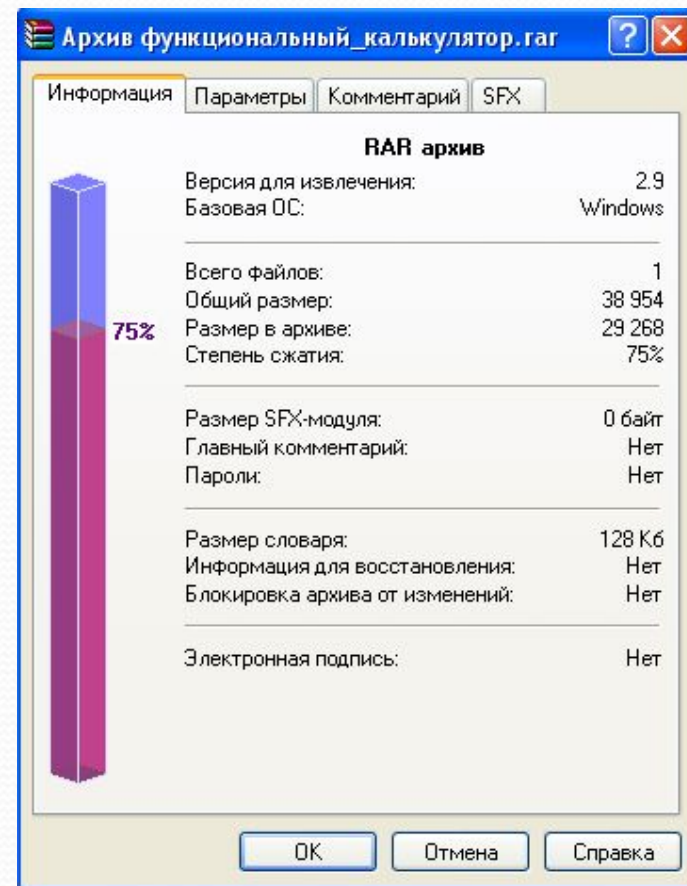 Архив функциональный_калькулятор.rar
Информация Параметры Комментарий SFX
RAR архив
Версия для извлечения: 2.9
Базовая ОС: Windows
Всего файлов: 1
Общий размер: 38 954
75% Размер в архиве: 29 268
Степень сжатия: 75%
Размер SFX-модуля: 0 байт
Главный комментарий: Нет
Пароли: Нет
Размер словаря: 128 Кб
Информация для восстановления: Нет
Блокировка архива от изменений: Нет
Электронная подпись: Нет
OK Отмена Справка